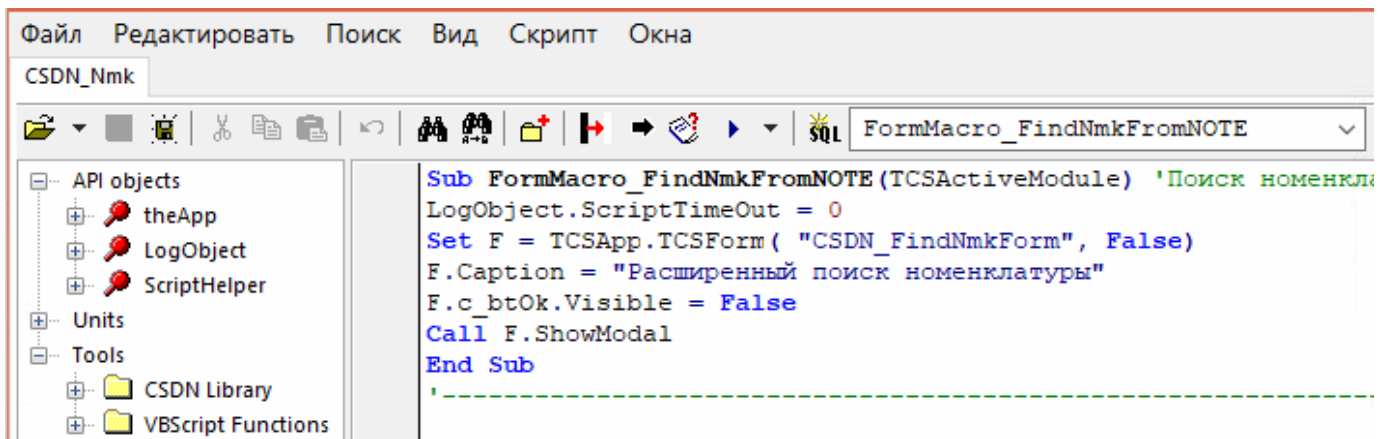 Файл Редактировать Поиск Вид Скрипт Окна
CSDN_Nmk
SQL FormMacro_FindNmkFromNOTE
API objects
theApp
LogObject
ScriptHelper
Units
Tools
CSDN Library
VBScript Functions
Sub FormMacro_FindNmkFromNOTE(TCSActiveModule) 'Поиск номенкла
LogObject.ScriptTimeOut = 0
Set F = TCSApp.TCSForm( "CSDN_FindNmkForm", False)
F.Caption = "Расширенный поиск номенклатуры"
F.c_btOk.Visible = False
Call F.ShowModal
End Sub
'-------------------------------------------------------------